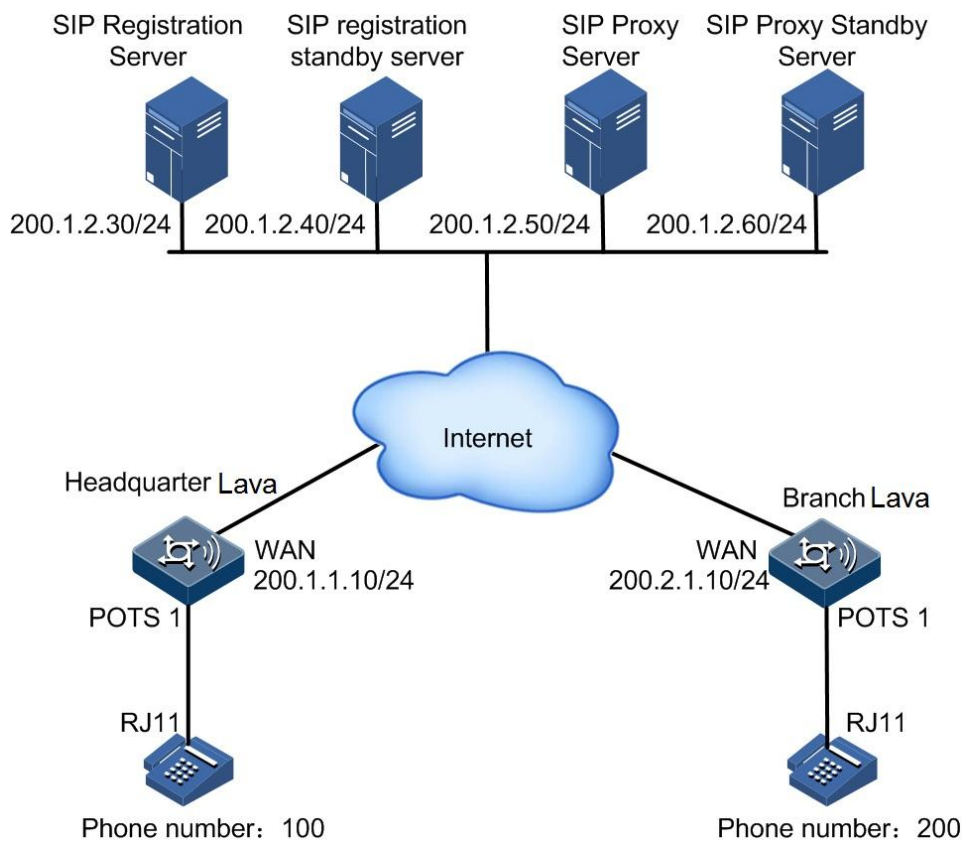 SIP Registration
Server
SIP registration
standby server
SIP Proxy
Server
SIP Proxy Standby
Server
200.1.2.30/24
200.1.2.40/24
200.1.2.50/24
200.1.2.60/24
Internet
Headquarter Lava
Branch Lava
WAN
200.1.1.10/24
WAN
200.2.1.10/24
POTS 1
POTS 1
RJ11
RJ11
Phone number：100
Phone number：200